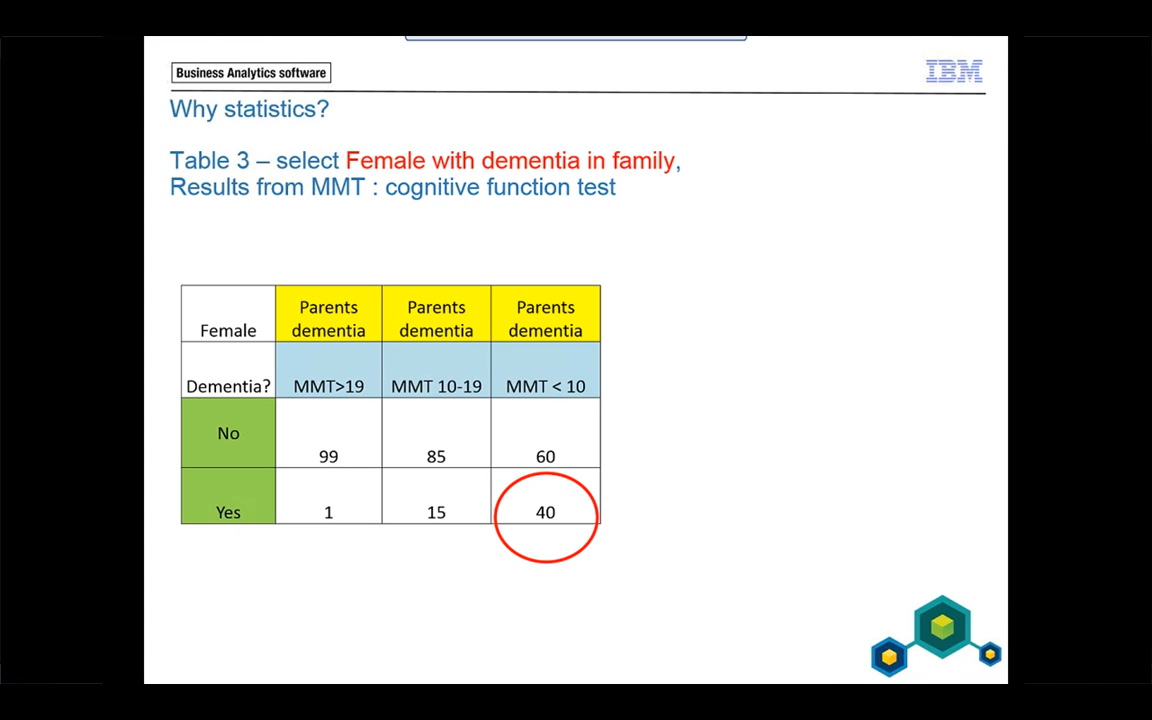 Business Analytics software
IBM
Why statistics?
Table 3 – select Female with dementia in family,
Results from MMT : cognitive function test
Female Parents dementia Parents dementia Parents dementia
Dementia? MMT>19 MMT 10-19 MMT < 10
No 99 85 60
Yes 1 15 40